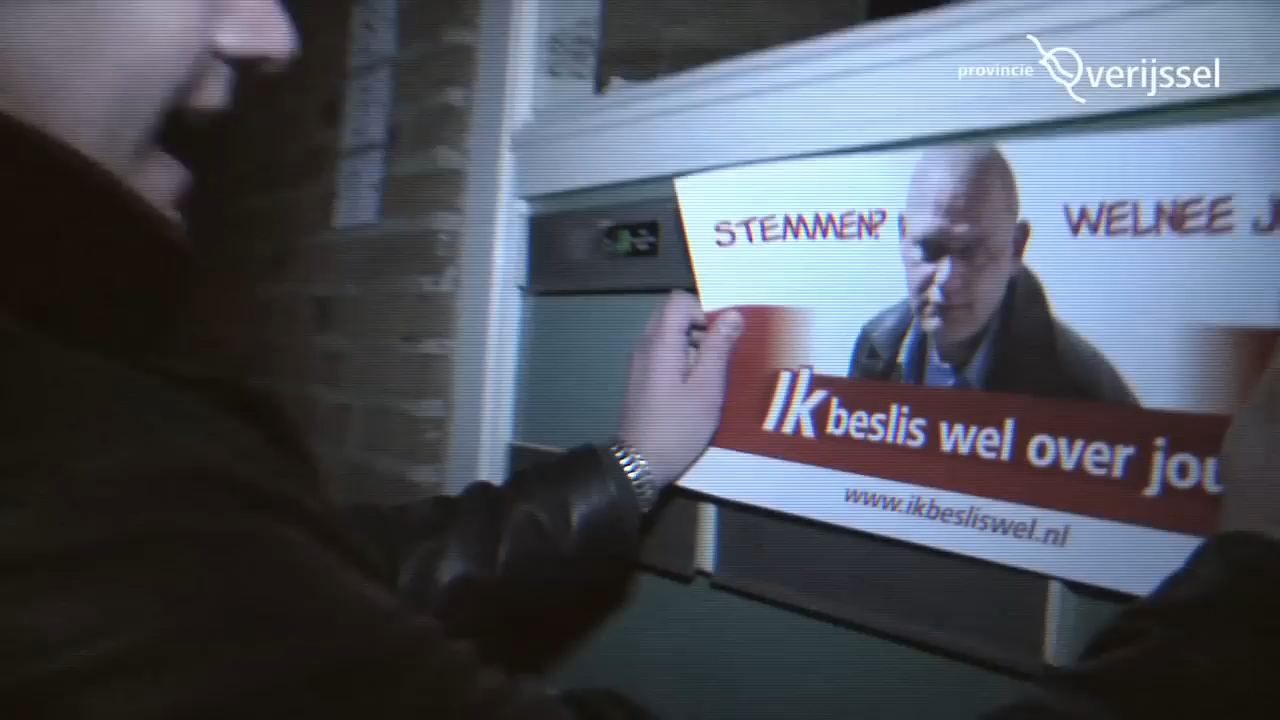 provincie Overijssel
STEMMEN?
WELNEE J
Ik beslis wel over jou
www.ikbesliswel.nl